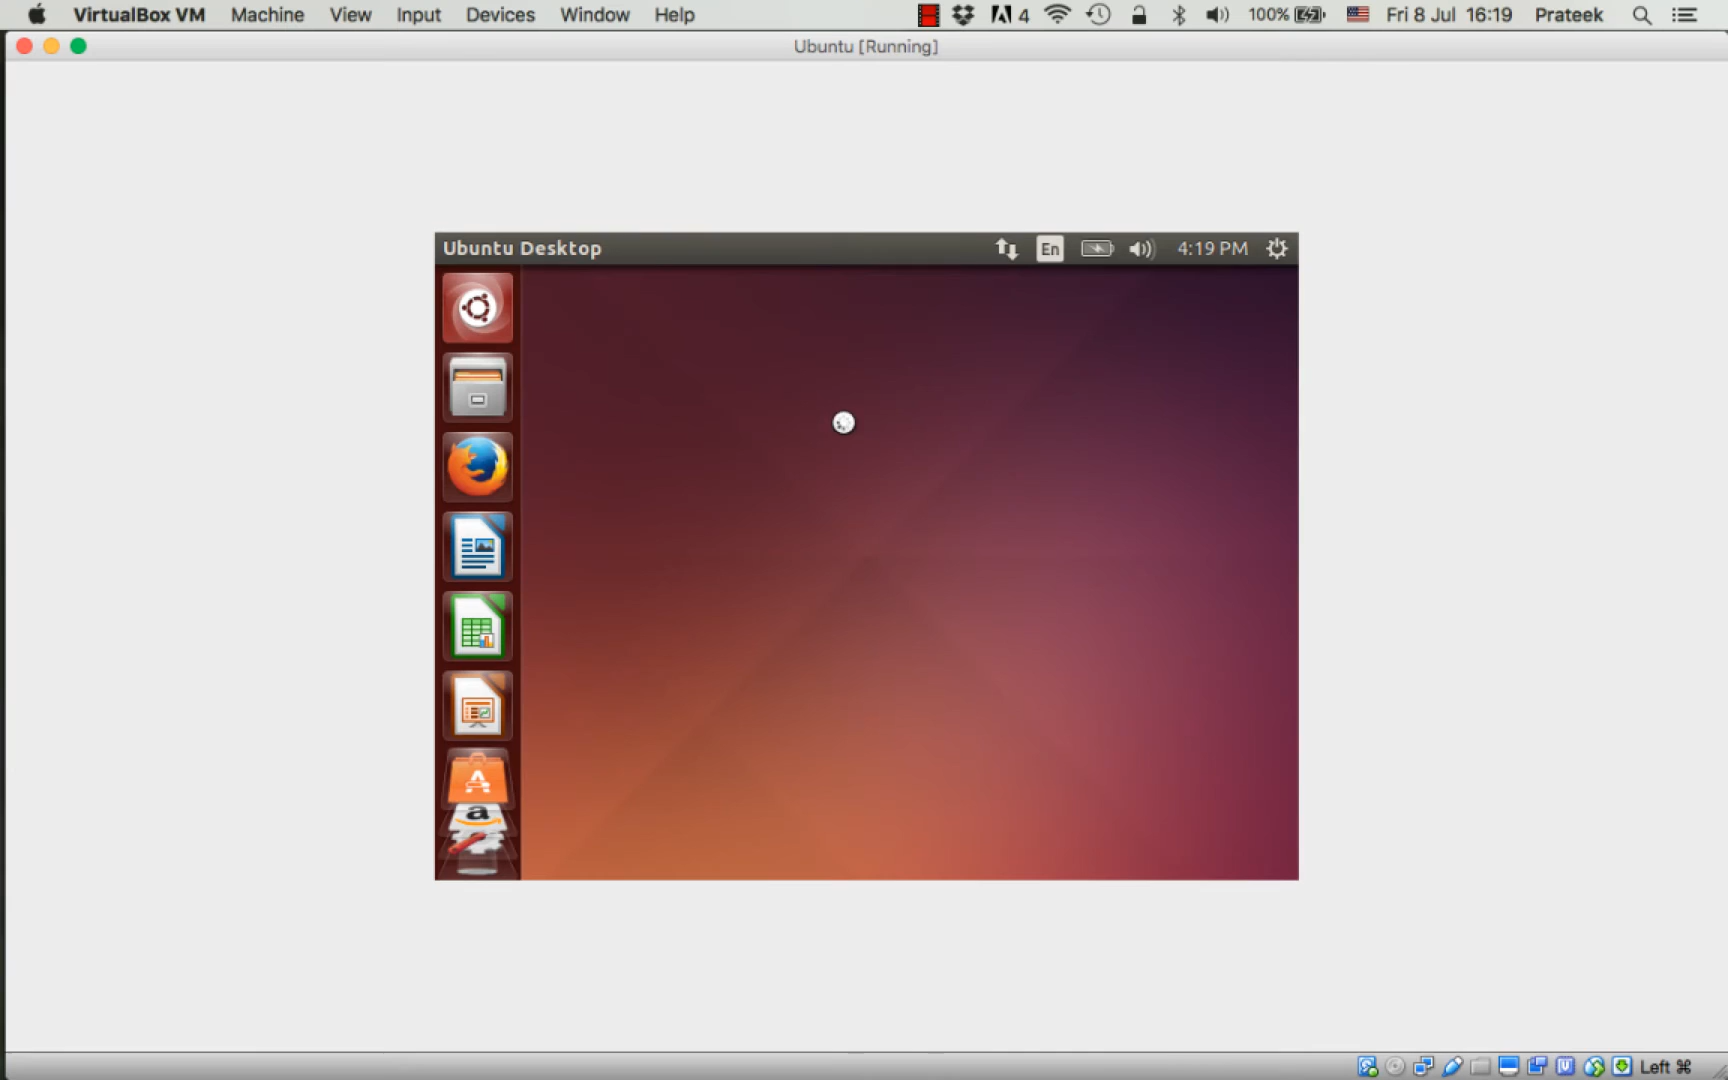 VirtualBox VM Machine View Input Devices Window Help 4 100% Fri 8 Jul 16:19 Prateek
Ubuntu [Running]
Ubuntu Desktop En 4:19 PM
A
a
Left ⌘